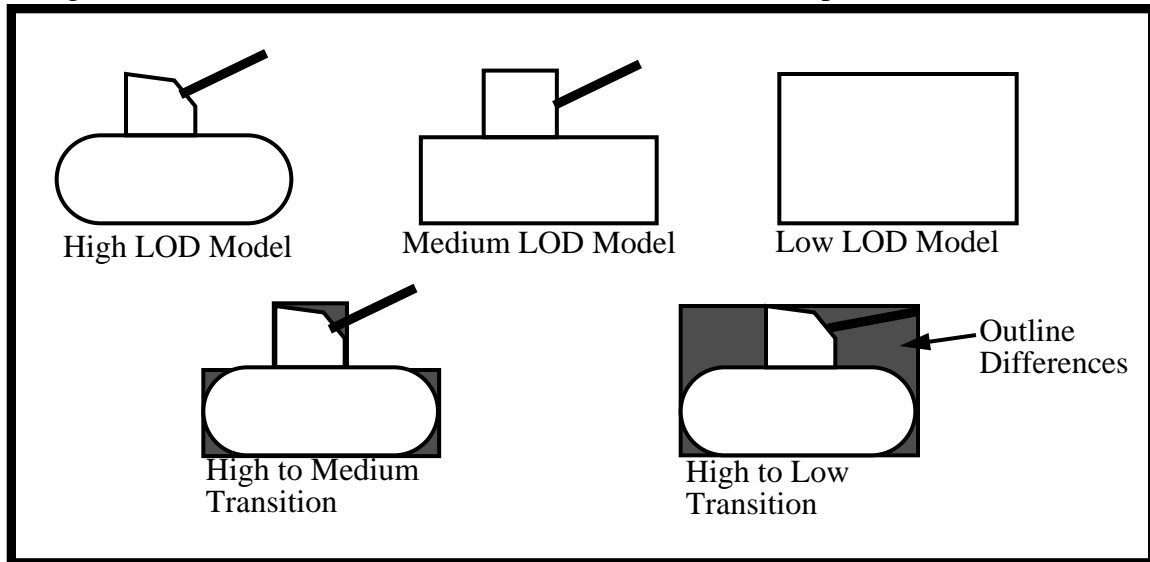 High LOD Model
Medium LOD Model
Low LOD Model
Outline
Differences
High to Medium
Transition
High to Low
Transition